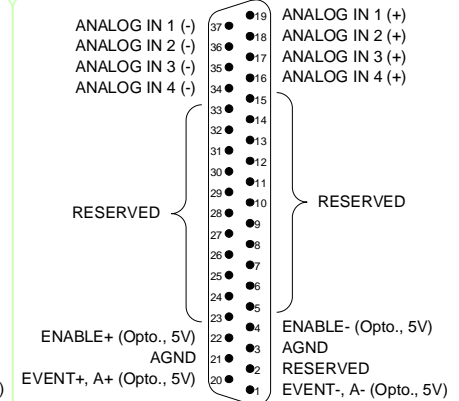 ANALOG IN 1 (-)
ANALOG IN 2 (-)
ANALOG IN 3 (-)
ANALOG IN 4 (-)
RESERVED
ENABLE+ (Opto., 5V)
AGND
EVENT+, A+ (Opto., 5V)
)
37
36
35
34
33
32
31
30
29
28
27
26
25
24
23
22
21
20
19
18
17
16
15
14
13
12
11
10
9
8
7
6
5
4
3
2
1
ANALOG IN 1 (+)
ANALOG IN 2 (+)
ANALOG IN 3 (+)
ANALOG IN 4 (+)
RESERVED
ENABLE- (Opto., 5V)
AGND
RESERVED
EVENT-, A- (Opto., 5V)